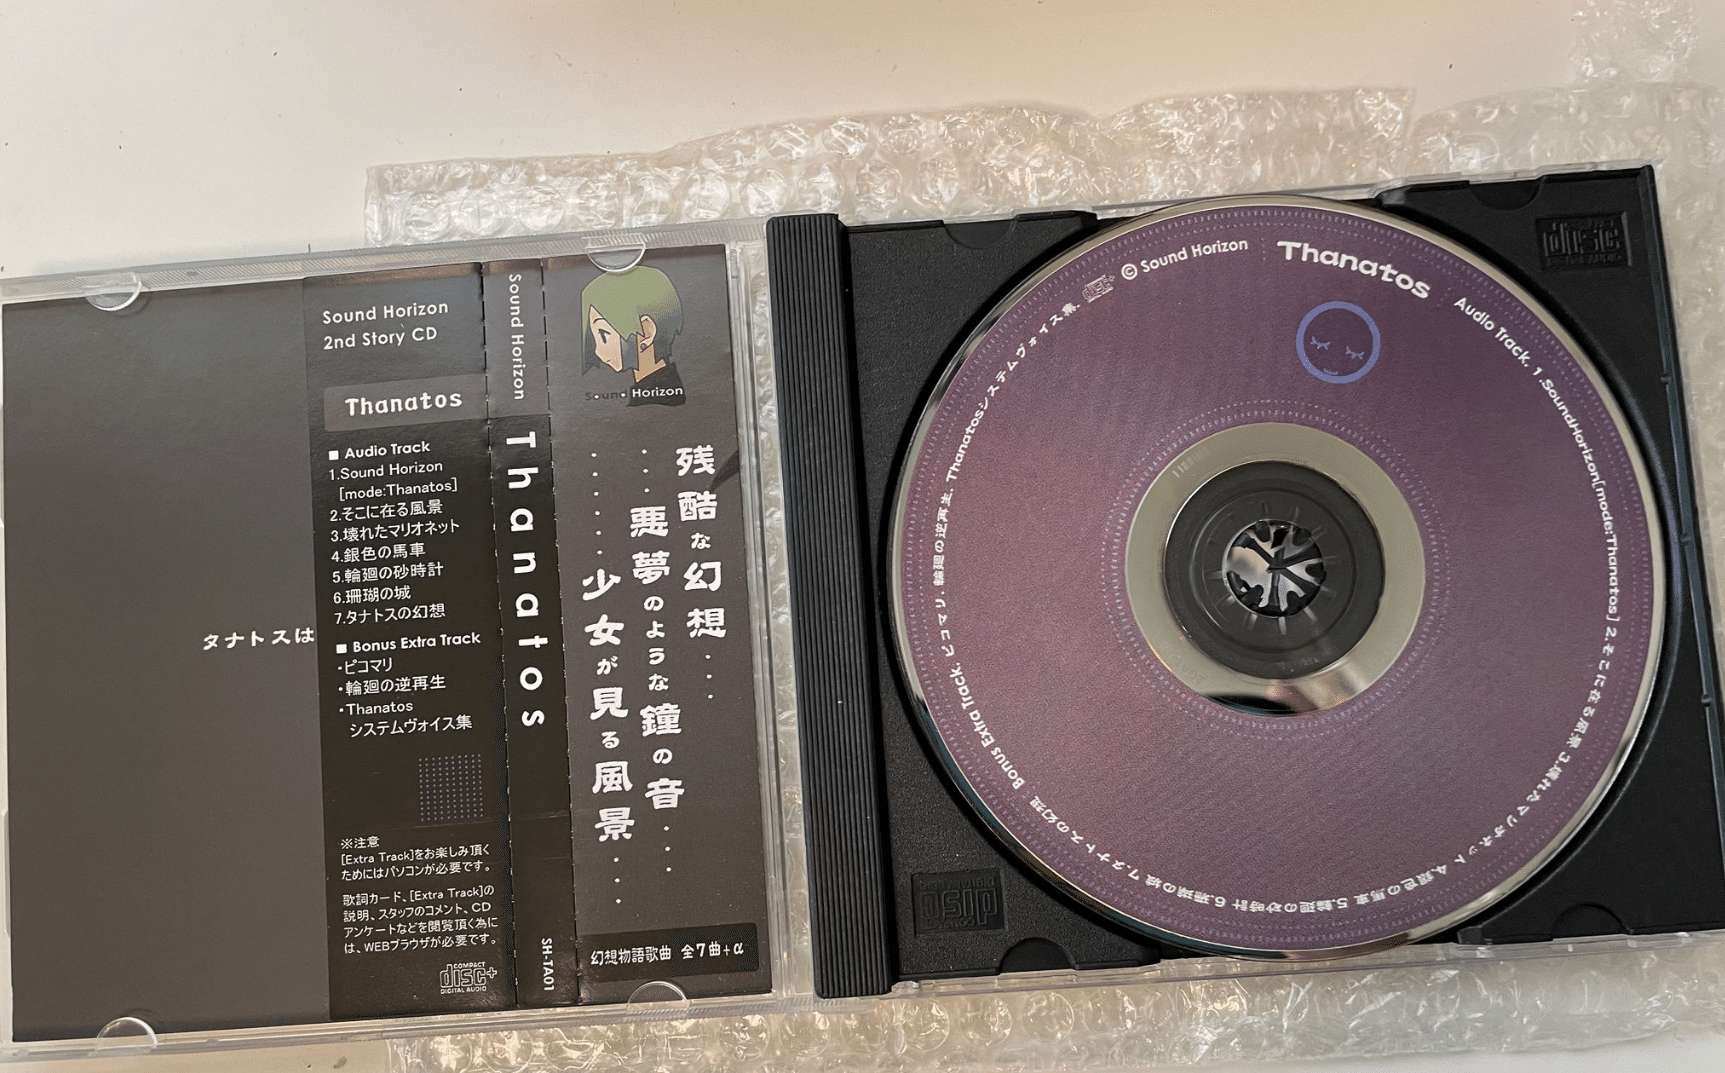 タナトスは
Sound Horizon
2nd Story CD
Thanatos
■ Audio Track
1.Sound Horizon
[mode:Thanatos]
2.そこに在る風景
3.壊れたマリオネット
4.銀色の馬車
5.輪廻の砂時計
6.珊瑚の城
7.タナトスの幻想
■ Bonus Extra Track
・ピコマリ
・輪廻の逆再生
・Thanatos
システムヴォイス集
※注意
[Extra Track]をお楽しみ頂く
ためにはパソコンが必要です。
歌詞カード、[Extra Track]の
説明、スタッフのコメント、CD
アンケートなどを閲覧頂く為に
は、WEBブラウザが必要です。
COMPACT
disc+
DIGITAL AUDIO
Sound Horizon
Thanatos
SH-TA01
Sound Horizon
残酷な幻想・・・
・・・悪夢のような鐘の音・・・
・・・・・・少女が見る風景・・・
幻想物語歌曲 全7曲+α
Thanatos
Audio Track. 1.SoundHorizon[mode:Thanatos] 2.そこに在る風景 3.壊れたマリオネット 4.銀色の馬車 5.輪廻の砂時計 6.珊瑚の城 7.タナトスの幻想
Bonus Extra Track. ピコマリ. 輪廻の逆再生. Thanatosシステムヴォイス集.
© Sound Horizon
disc
DIGITAL AUDIO
disc